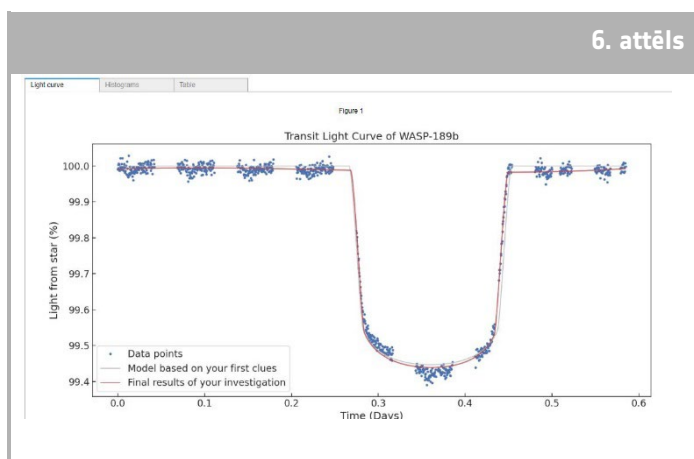 6. attēls
Light curve
Histograms
Table
Figure 1
Transit Light Curve of WASP-189b
Light from star (%)
100.0
99.9
99.8
99.7
99.6
99.5
99.4
Data points
Model based on your first clues
Final results of your investigation
0.0 0.1 0.2 0.3 0.4 0.5 0.6
Time (Days)